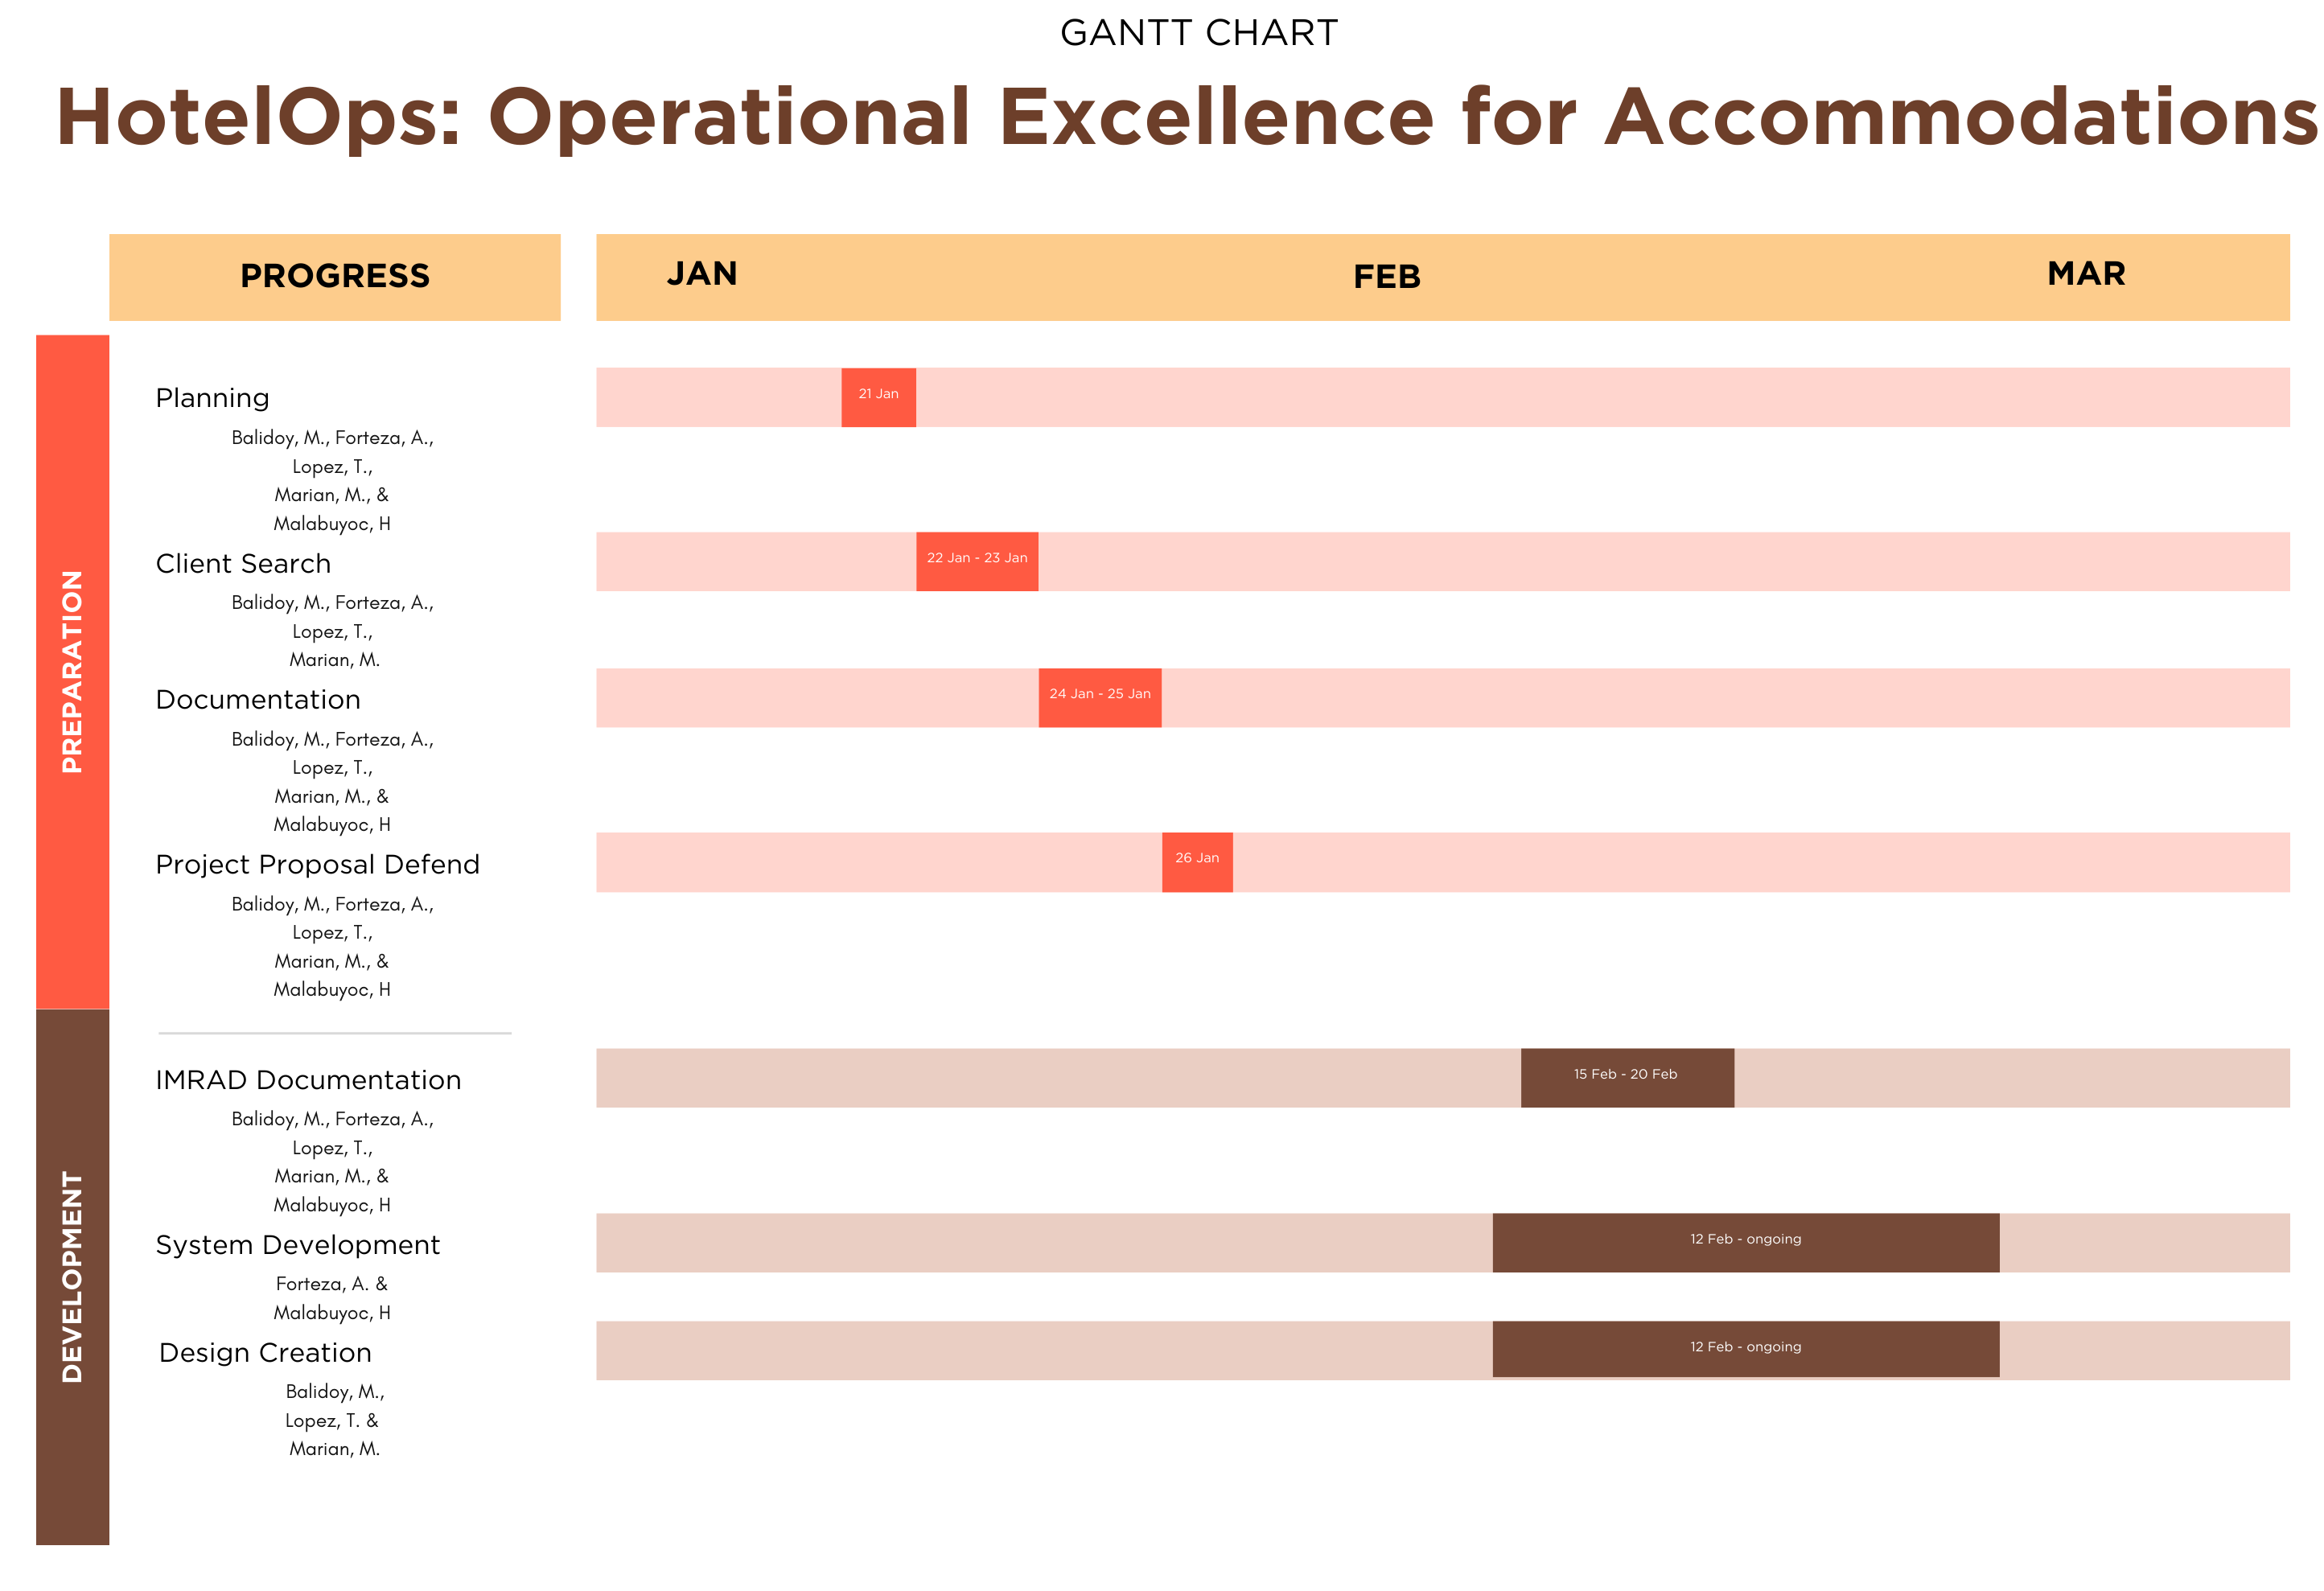 GANTT CHART
HotelOps: Operational Excellence for Accommodations
PROGRESS
JAN
FEB
MAR
PREPARATION
Planning
21 Jan
Balidoy, M., Forteza, A.,
Lopez, T.,
Marian, M., &
Malabuyoc, H
Client Search
22 Jan - 23 Jan
Balidoy, M., Forteza, A.,
Lopez, T.,
Marian, M.
Documentation
24 Jan - 25 Jan
Balidoy, M., Forteza, A.,
Lopez, T.,
Marian, M., &
Malabuyoc, H
Project Proposal Defend
26 Jan
Balidoy, M., Forteza, A.,
Lopez, T.,
Marian, M., &
Malabuyoc, H
DEVELOPMENT
IMRAD Documentation
15 Feb - 20 Feb
Balidoy, M., Forteza, A.,
Lopez, T.,
Marian, M., &
Malabuyoc, H
System Development
12 Feb - ongoing
Forteza, A. &
Malabuyoc, H
Design Creation
12 Feb - ongoing
Balidoy, M.,
Lopez, T. &
Marian, M.